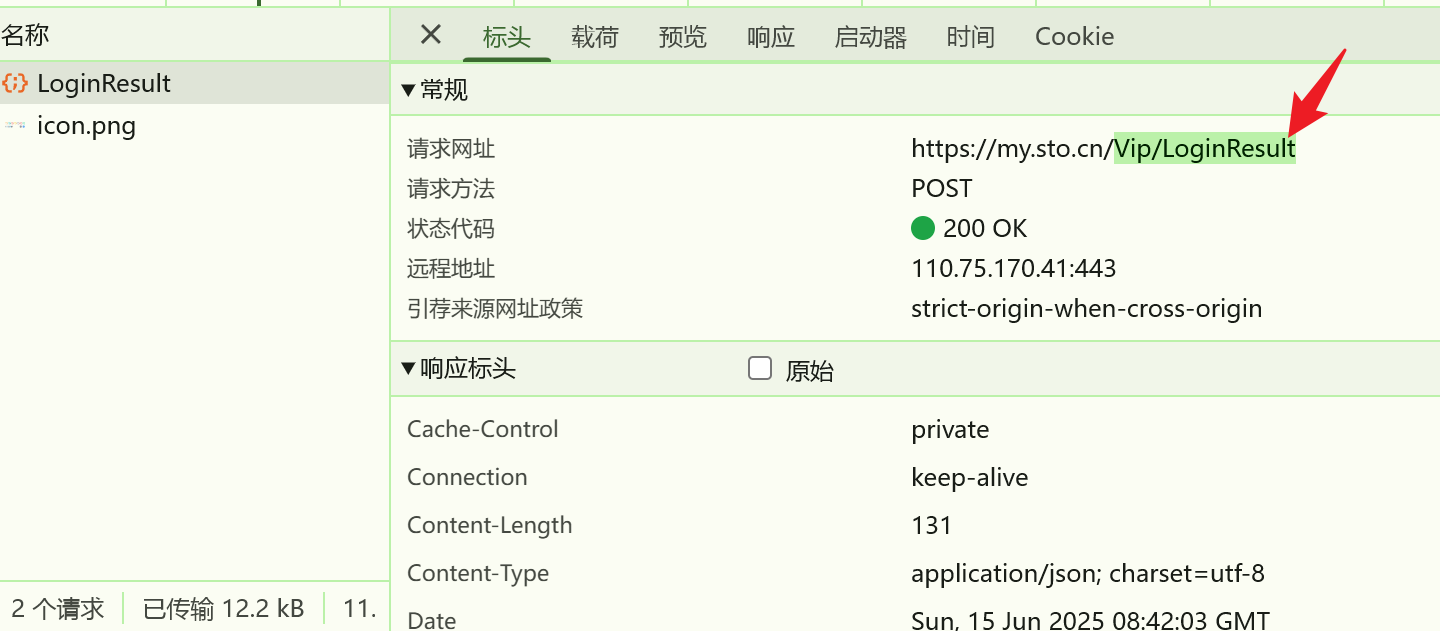 名称
标头 载荷 预览 响应 启动器 时间 Cookie
LoginResult
icon.png
▼常规
请求网址 https://my.sto.cn/Vip/LoginResult
请求方法 POST
状态代码 200 OK
远程地址 110.75.170.41:443
引荐来源网址政策 strict-origin-when-cross-origin
▼响应标头 原始
Cache-Control private
Connection keep-alive
Content-Length 131
Content-Type application/json; charset=utf-8
Date Sun, 15 Jun 2025 08:42:03 GMT
2 个请求 已传输 12.2 kB 11.